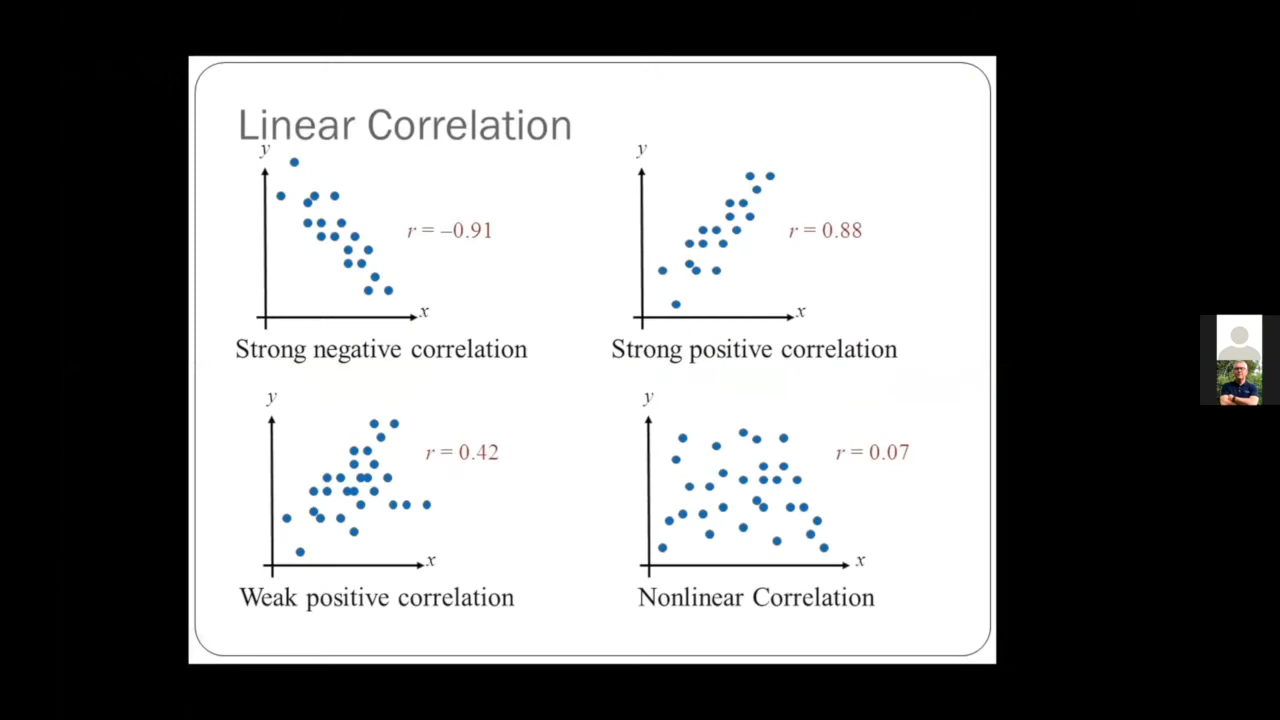 Linear Correlation
y
r = –0.91
x
Strong negative correlation
y
r = 0.88
x
Strong positive correlation
y
r = 0.42
x
Weak positive correlation
y
r = 0.07
x
Nonlinear Correlation